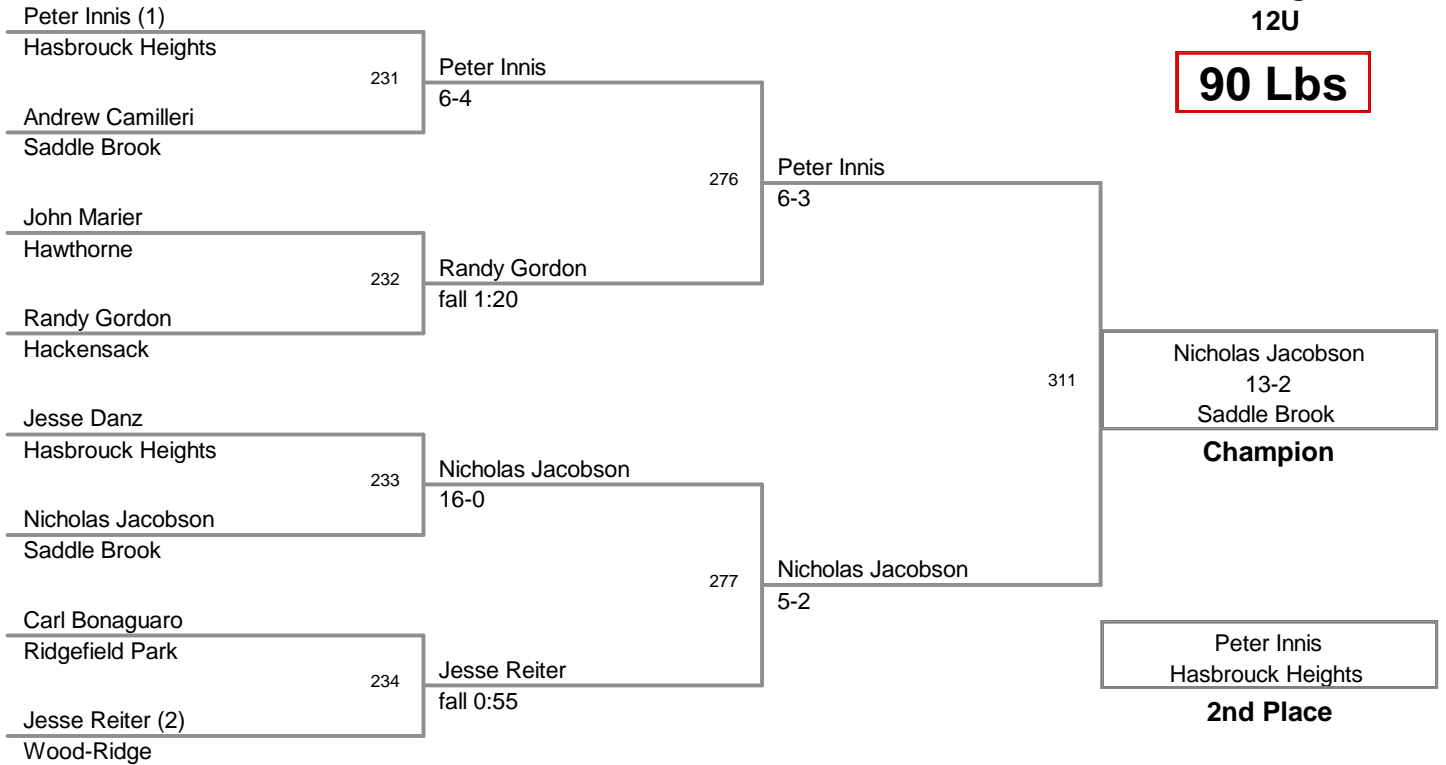 Peter Innis (1)
Hasbrouck Heights
231
Andrew Camilleri
Saddle Brook
John Marier
Hawthorne
232
Randy Gordon
Hackensack
Jesse Danz
Hasbrouck Heights
233
Nicholas Jacobson
Saddle Brook
Carl Bonaguaro
Ridgefield Park
234
Jesse Reiter (2)
Wood-Ridge
Peter Innis
6-4
276
Randy Gordon
fall 1:20
Nicholas Jacobson
16-0
277
Jesse Reiter
fall 0:55
Peter Innis
6-3
311
Nicholas Jacobson
5-2
12U
90 Lbs
Nicholas Jacobson
13-2
Saddle Brook
Champion
Peter Innis
Hasbrouck Heights
2nd Place